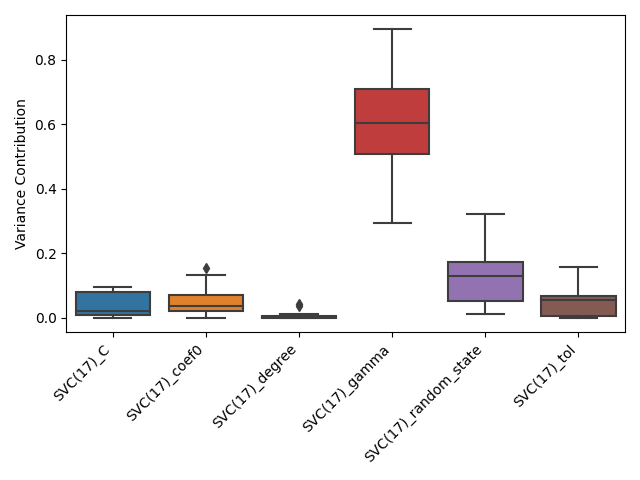 Variance Contribution
0.8
0.6
0.4
0.2
0.0
SVC(17)_C
SVC(17)_coef0
SVC(17)_degree
SVC(17)_gamma
SVC(17)_random_state
SVC(17)_tol